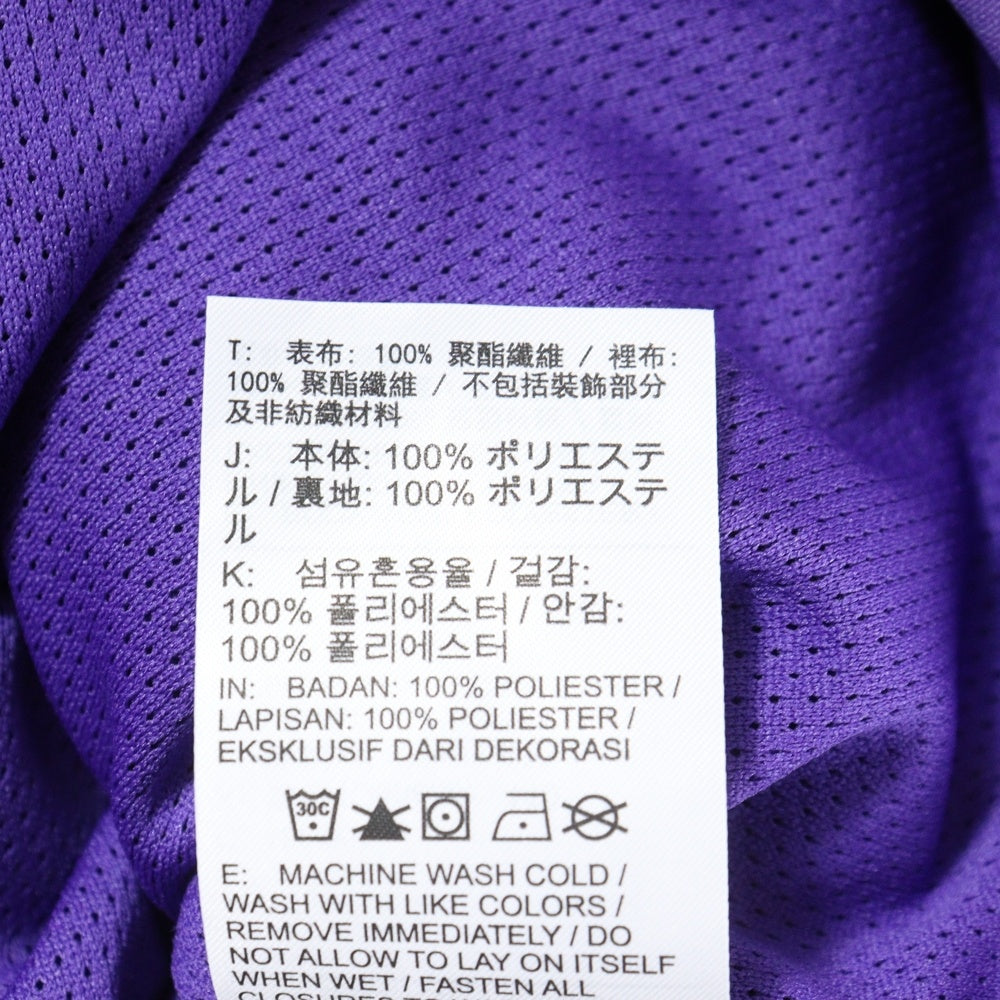 T: 表布: 100% 聚酯纖維 / 裡布:
100% 聚酯纖維 / 不包括裝飾部分
及非紡織材料
J: 本体: 100% ポリエステ
ル / 裏地: 100% ポリエステ
ル
K: 섬유혼용율 / 겉감:
100% 폴리에스터 / 안감:
100% 폴리에스터
IN: BADAN: 100% POLIESTER /
LAPISAN: 100% POLIESTER /
EKSKLUSIF DARI DEKORASI
30C
E: MACHINE WASH COLD /
WASH WITH LIKE COLORS /
REMOVE IMMEDIATELY / DO
NOT ALLOW TO LAY ON ITSELF
WHEN WET / FASTEN ALL
CLOSURES TO